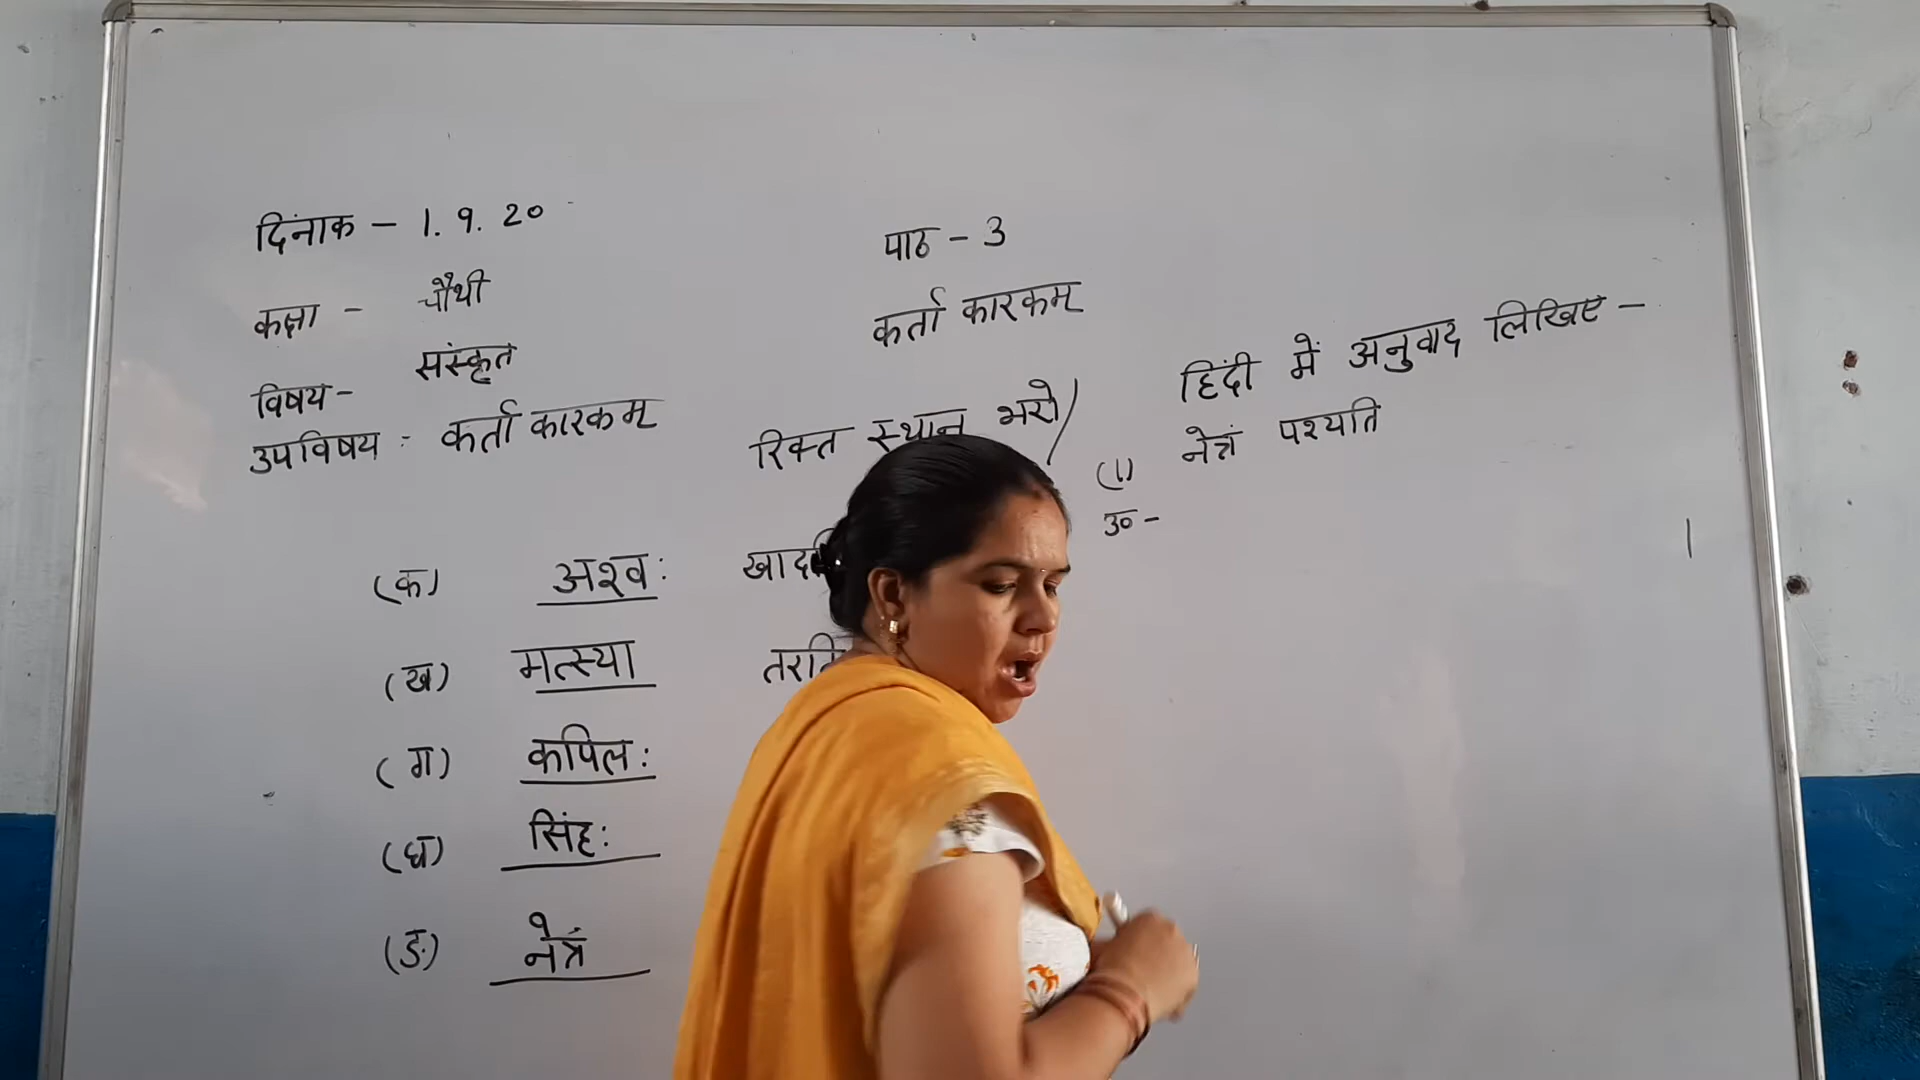 दिंनाक - 1. 9. 20
कक्षा - चौथी
विषय- संस्कृत
उपविषय - कर्ता कारकम्
पाठ - 3
कर्ता कारकम्
रिक्त स्थान भरो/
(क) अश्व:
(ख) मत्स्या
(ग) कपिल:
(घ) सिंह:
(ङ) नेत्रं
हिंदी में अनुवाद लिखिए -
(1) नेत्रं पश्यति
उ० -